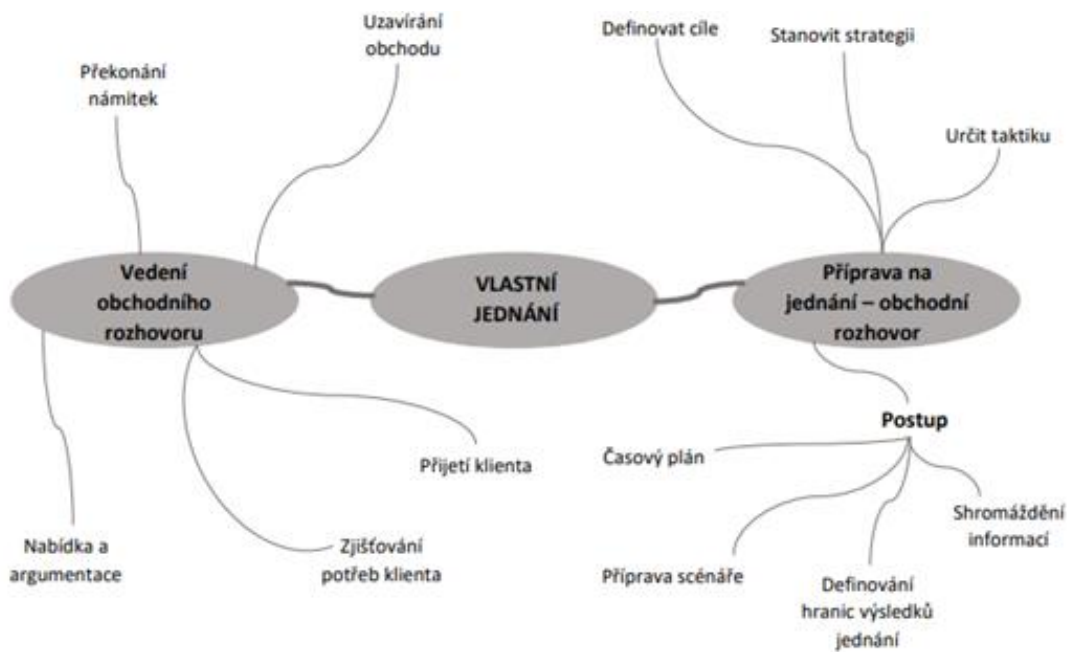 Uzavírání
obchodu
Definovat cíle
Stanovit strategii
Překonání
námitek
Určit taktiku
Vedení
obchodního
rozhovoru
VLASTNÍ
JEDNÁNÍ
Příprava na
jednání – obchodní
rozhovor
Postup
Přijetí klienta
Časový plán
Shromáždění
informací
Nabídka a
argumentace
Zjišťování
potřeb klienta
Příprava scénáře
Definování
hranic výsledků
jednání